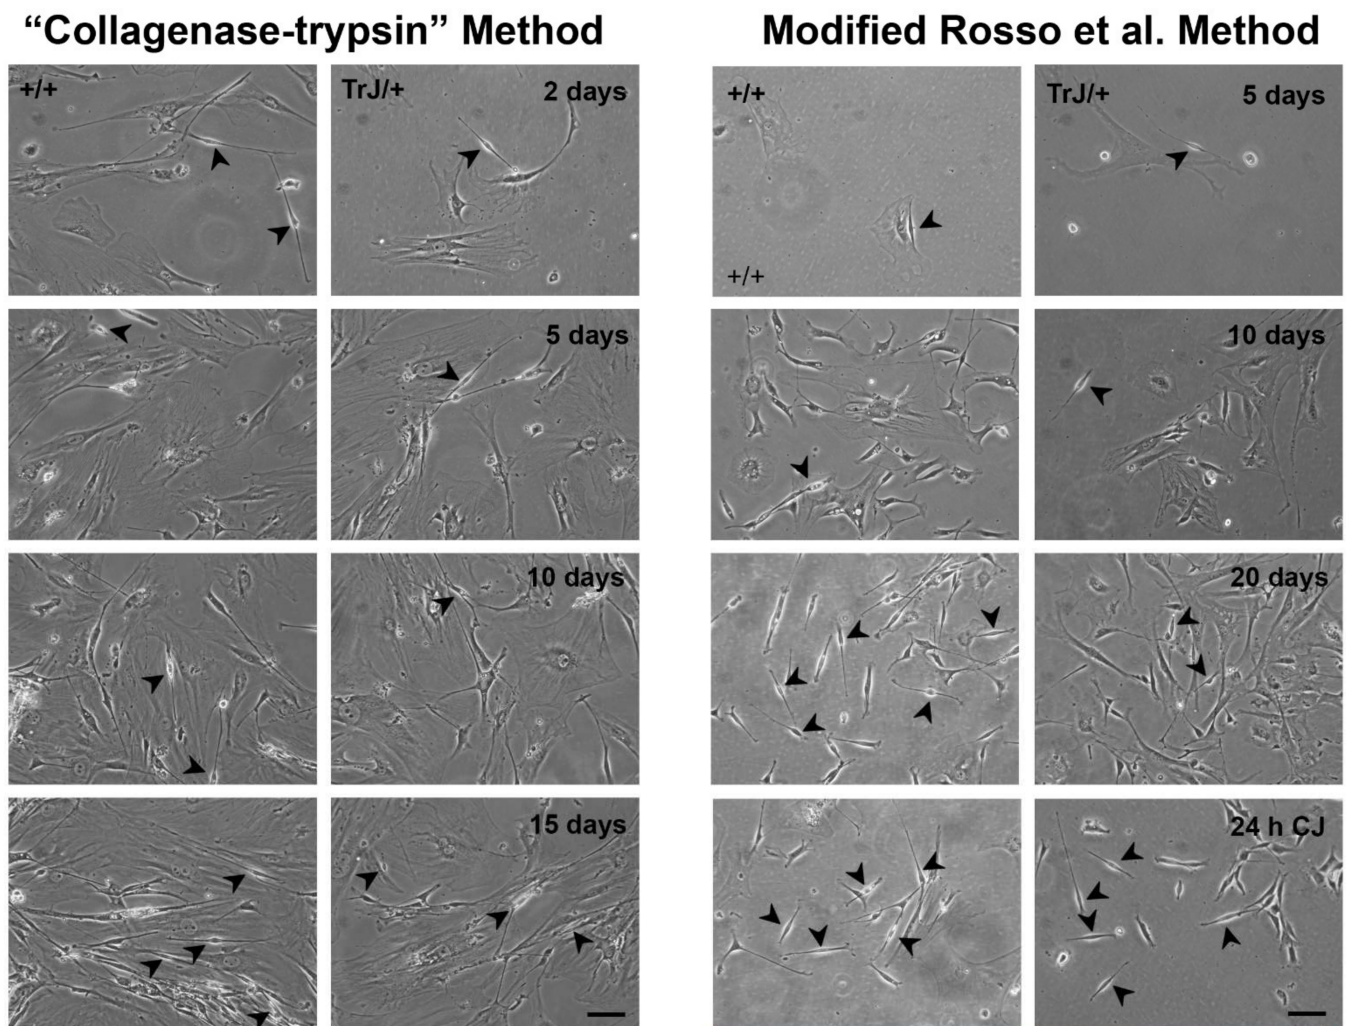 “Collagenase-trypsin” Method
Modified Rosso et al. Method
+/+
TrJ/+
2 days
+/+
TrJ/+
5 days
+/+
5 days
10 days
10 days
20 days
15 days
24 h CJ